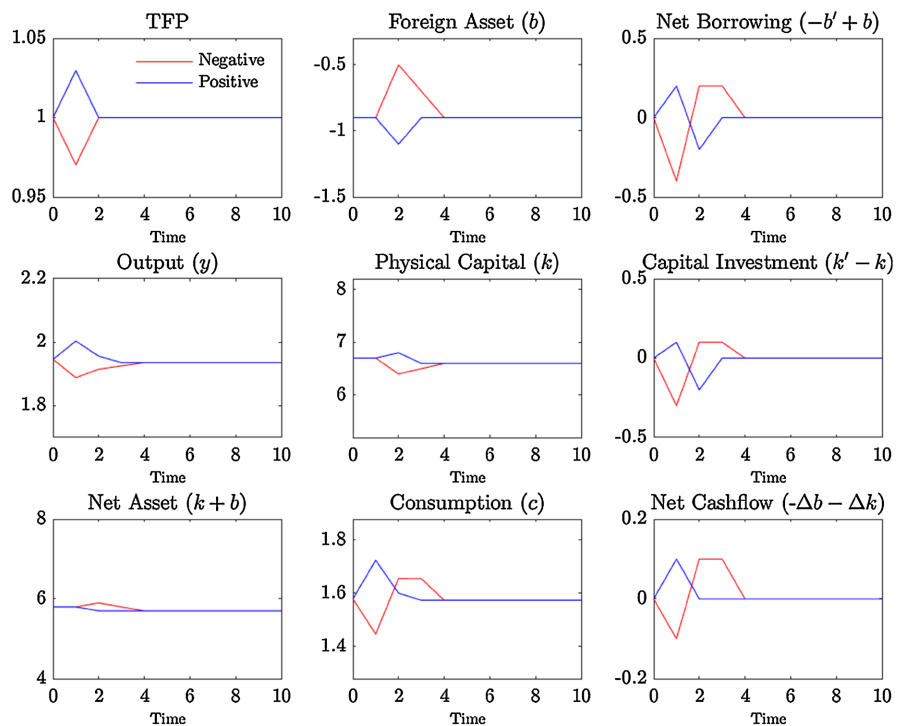 TFP
1.05
1
0.95
Negative
Positive
0 2 4 6 8 10
Time
Foreign Asset (b)
-0.5
-1
-1.5
0 2 4 6 8 10
Time
Net Borrowing (−b′ + b)
0.5
0
-0.5
0 2 4 6 8 10
Time
Output (y)
2.2
2
1.8
0 2 4 6 8 10
Time
Physical Capital (k)
8
7
6
0 2 4 6 8 10
Time
Capital Investment (k′ − k)
0.5
0
-0.5
0 2 4 6 8 10
Time
Net Asset (k + b)
8
6
4
0 2 4 6 8 10
Time
Consumption (c)
1.8
1.6
1.4
0 2 4 6 8 10
Time
Net Cashflow (-Δb − Δk)
0.2
0
-0.2
0 2 4 6 8 10
Time